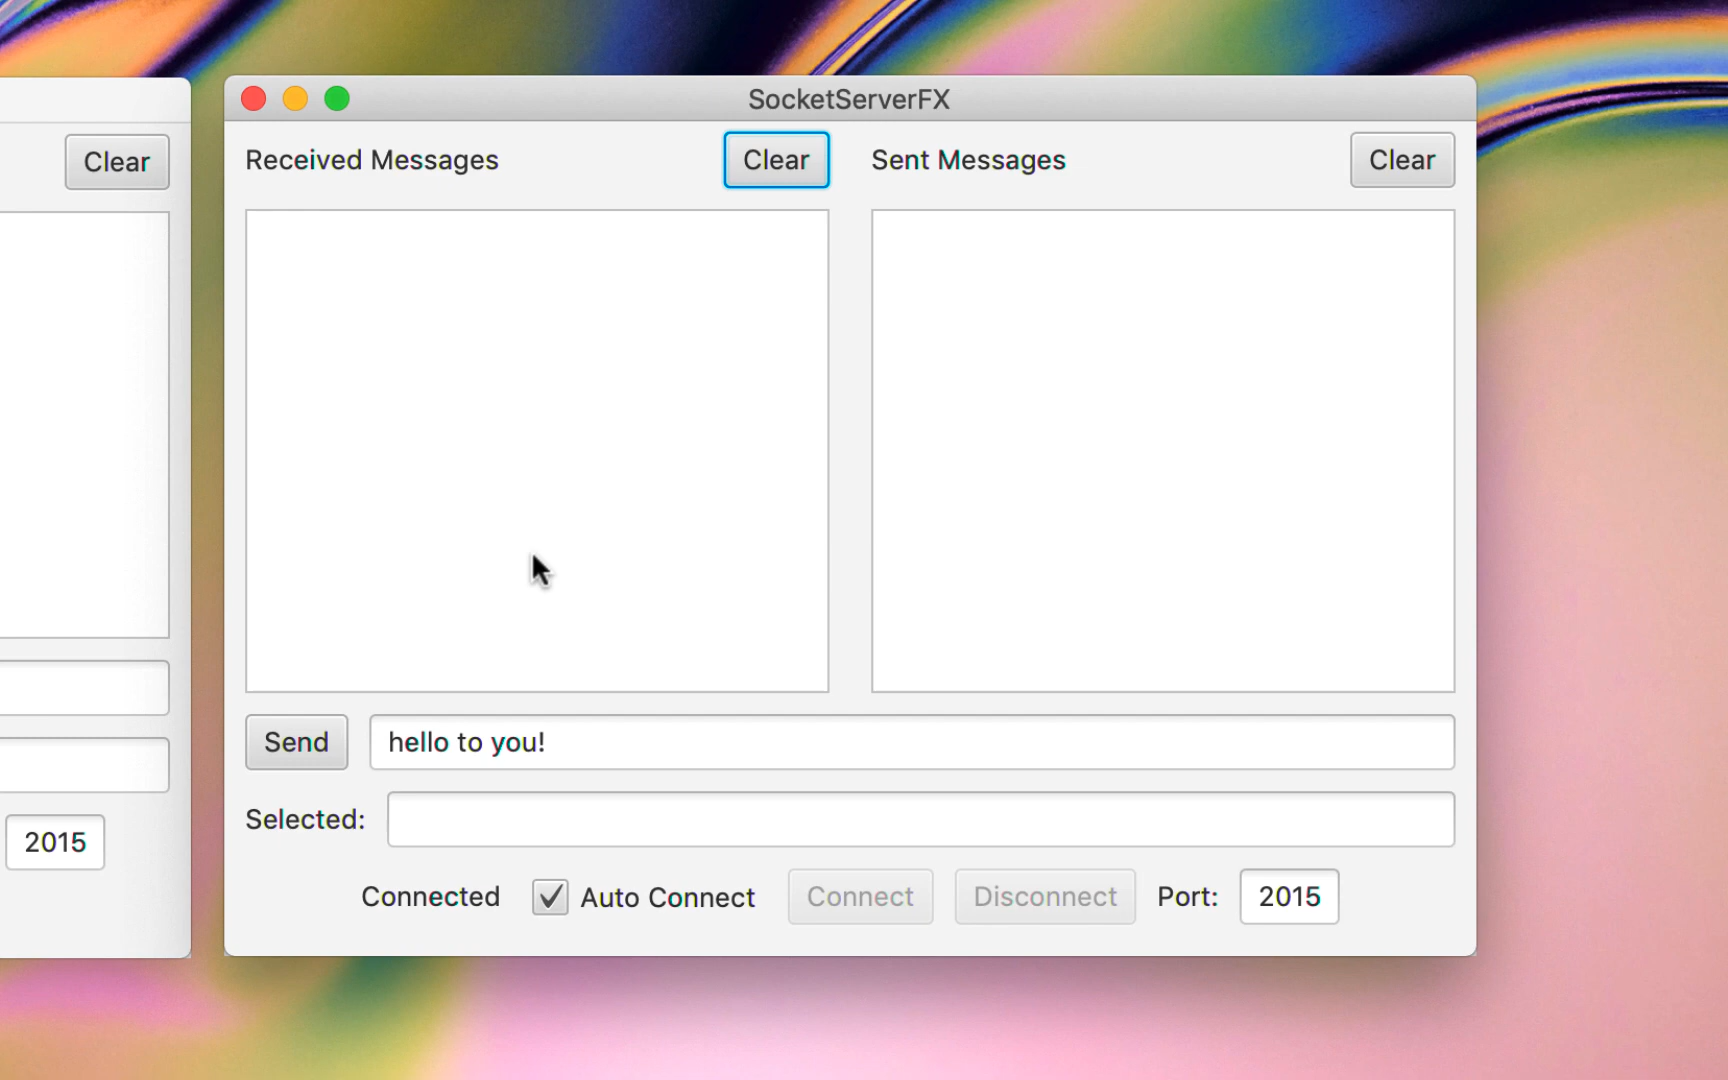 SocketServerFX
Clear
Received Messages
Clear
Sent Messages
Clear
Send
hello to you!
Selected:
2015
Connected
Auto Connect
Connect
Disconnect
Port:
2015